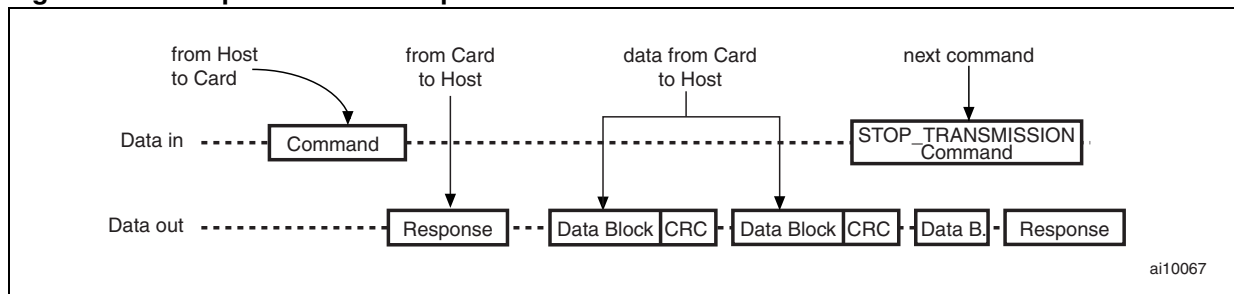 from Host
to Card
from Card
to Host
data from Card
to Host
next command
Data in
Command
STOP_TRANSMISSION
Command
Data out
Response
Data Block
CRC
Data Block
CRC
Data B.
Response
ai10067